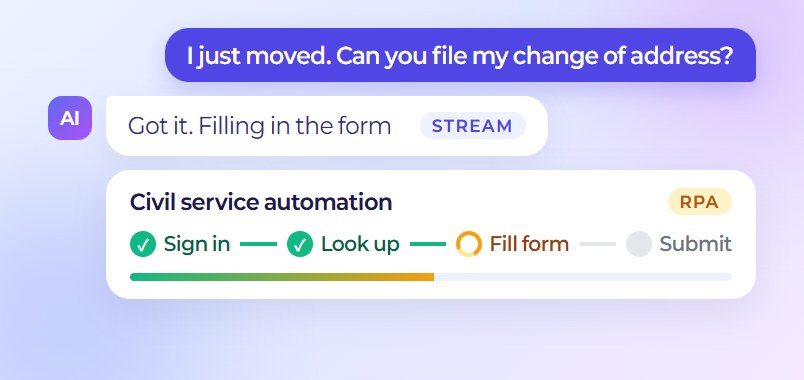 I just moved. Can you file my change of address?
AI
Got it. Filling in the form STREAM
Civil service automation RPA
Sign in Look up Fill form Submit